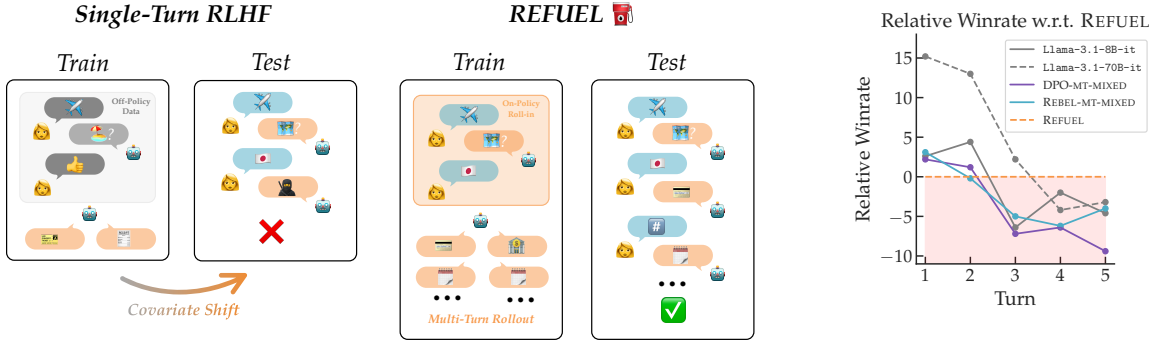 Single-Turn RLHF
Train
Test
Off-Policy
Data
?
Covariate Shift
REFUEL
Train
Test
On-Policy
Roll-in
?
?
?
#
Multi-Turn Rollout
Relative Winrate w.r.t. REFUEL
Relative Winrate
15
10
5
0
−5
−10
Llama-3.1-8B-it
Llama-3.1-70B-it
DPO-MT-MIXED
REBEL-MT-MIXED
REFUEL
1 2 3 4 5
Turn